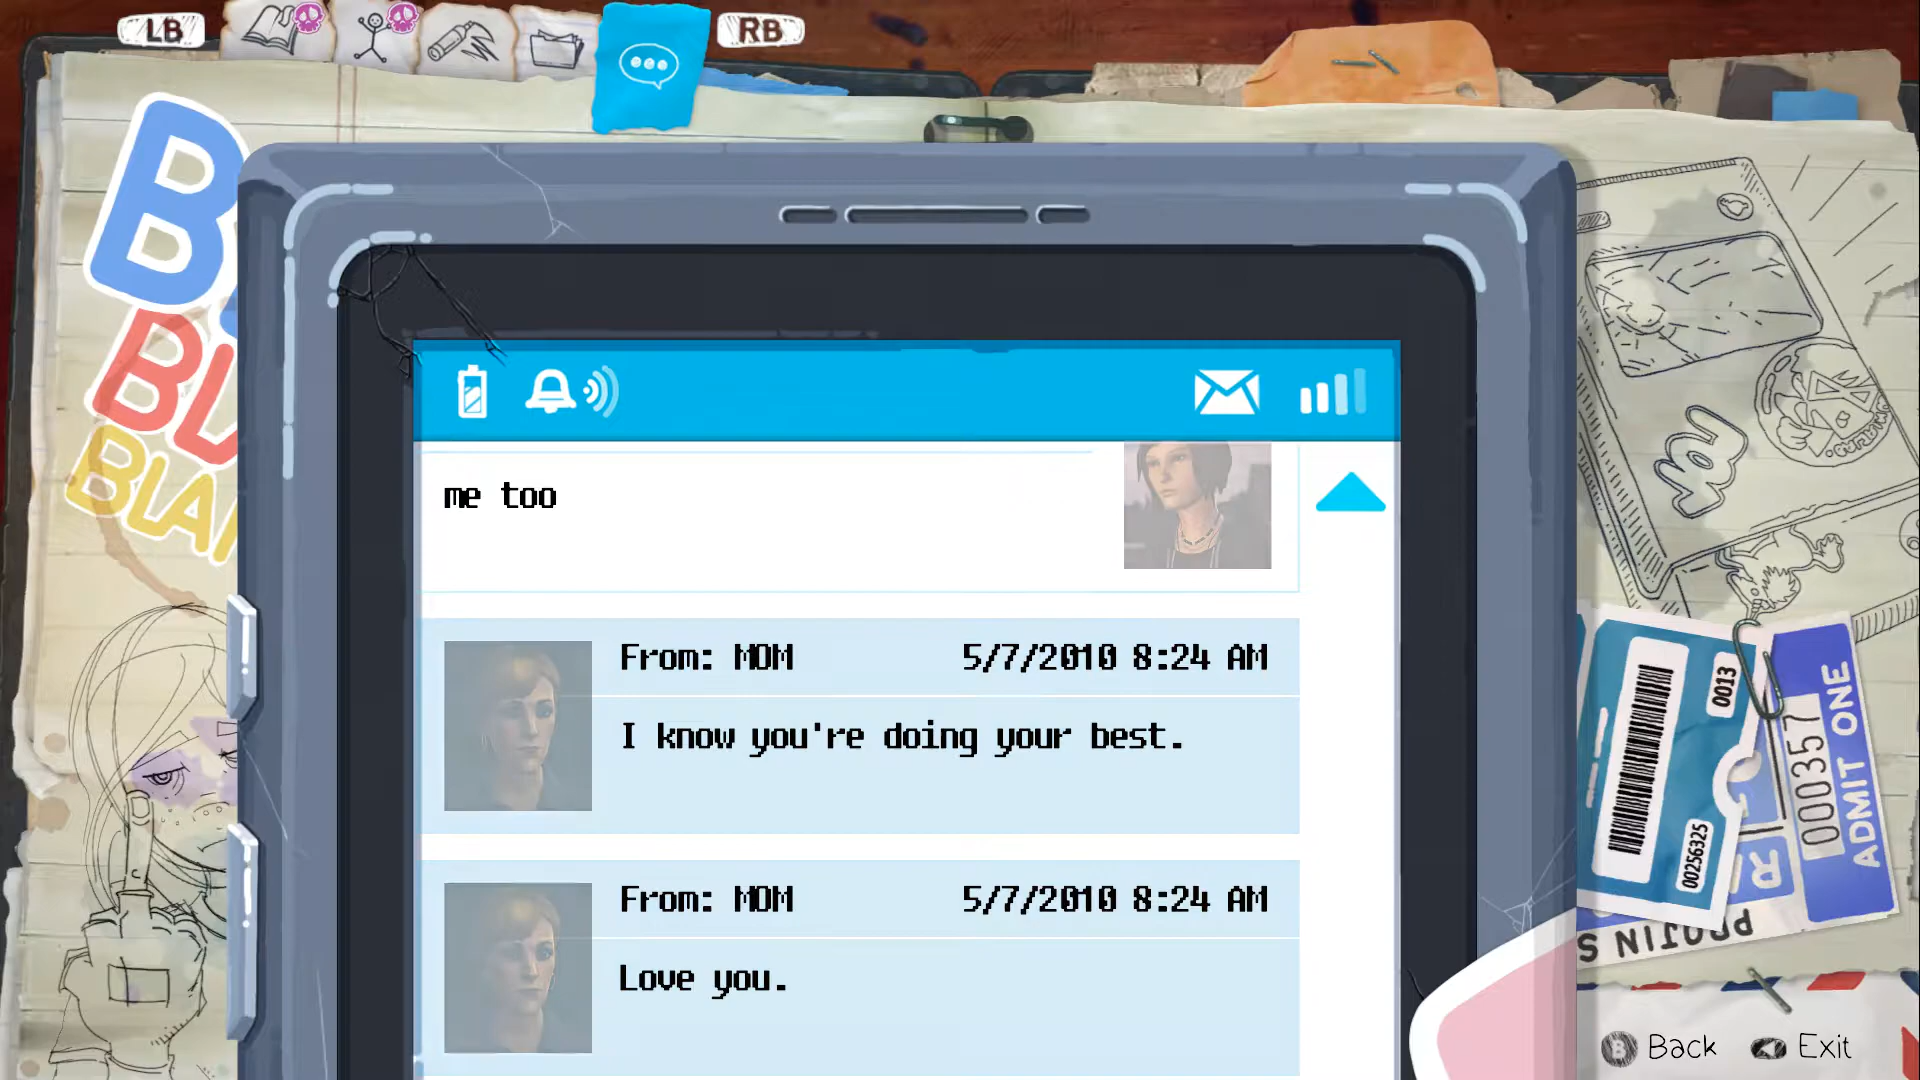 LB
RB
BLA
me too
From: MOM 5/7/2010 8:24 AM
I know you're doing your best.
From: MOM 5/7/2010 8:24 AM
Love you.
0013
00256325
000357
ADMIT ONE
Back
Exit